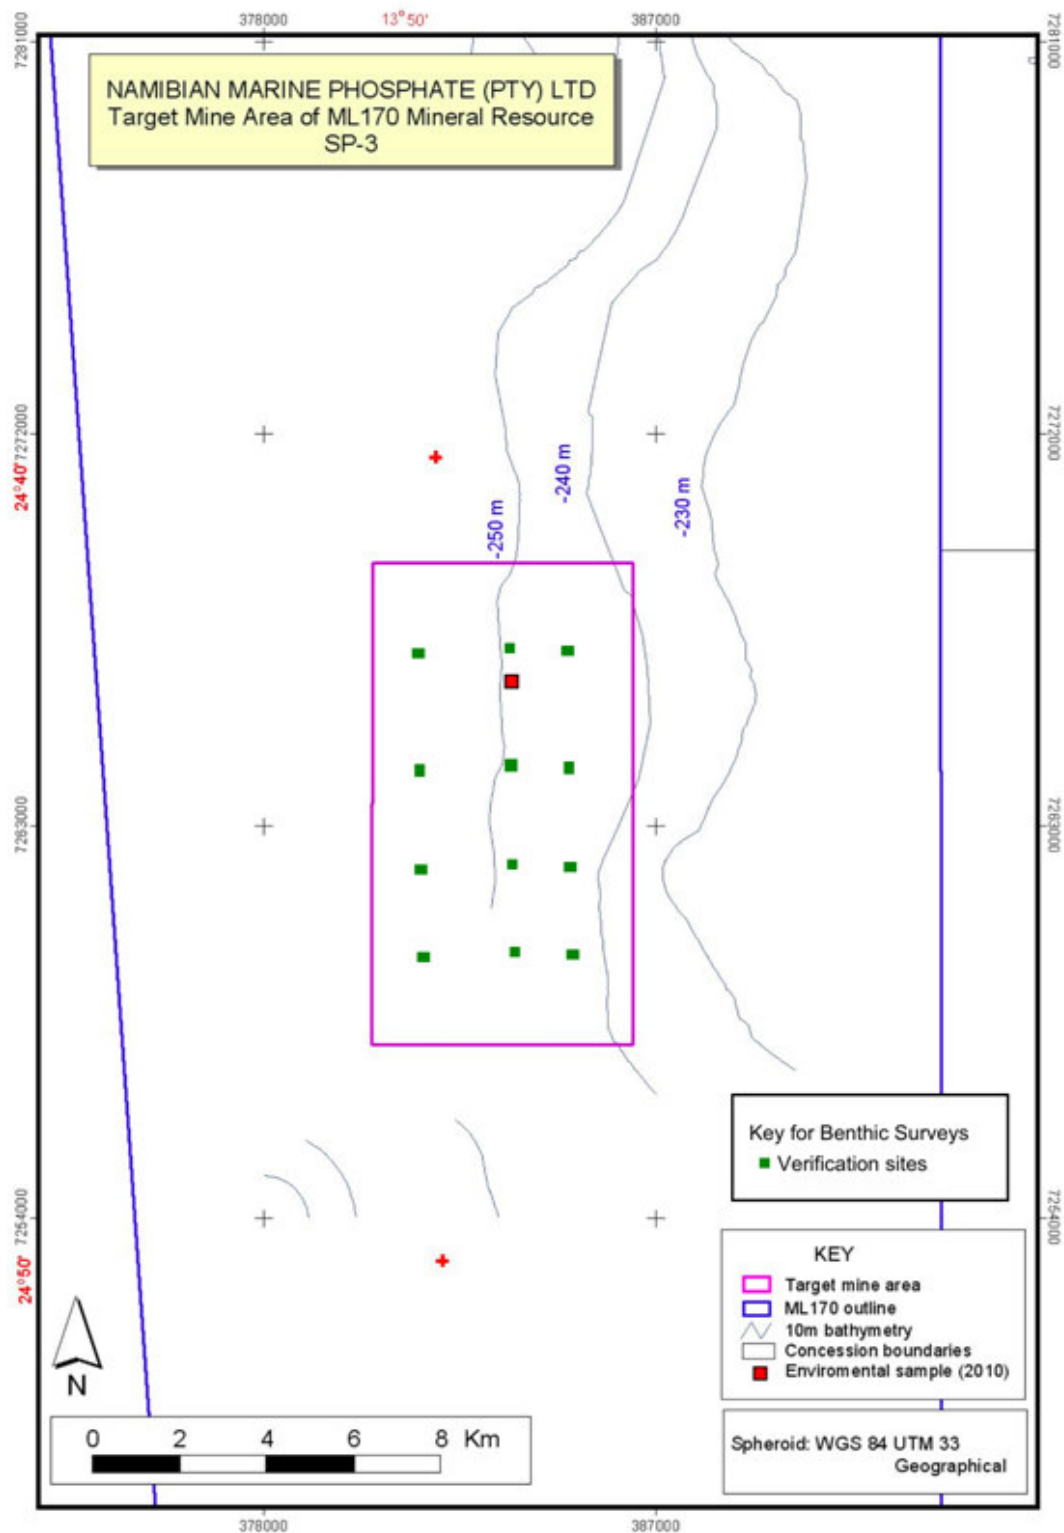 378000
13°50'
387000
7281000
7281000
NAMIBIAN MARINE PHOSPHATE (PTY) LTD
Target Mine Area of ML170 Mineral Resource
SP-3
7272000
7272000
24°40'
-250 m
-240 m
-230 m
7263000
7263000
7254000
7254000
24°50'
Key for Benthic Surveys
Verification sites
KEY
Target mine area
ML170 outline
10m bathymetry
Concession boundaries
Enviromental sample (2010)
N
0 2 4 6 8 Km
Spheroid: WGS 84 UTM 33
Geographical
378000
387000